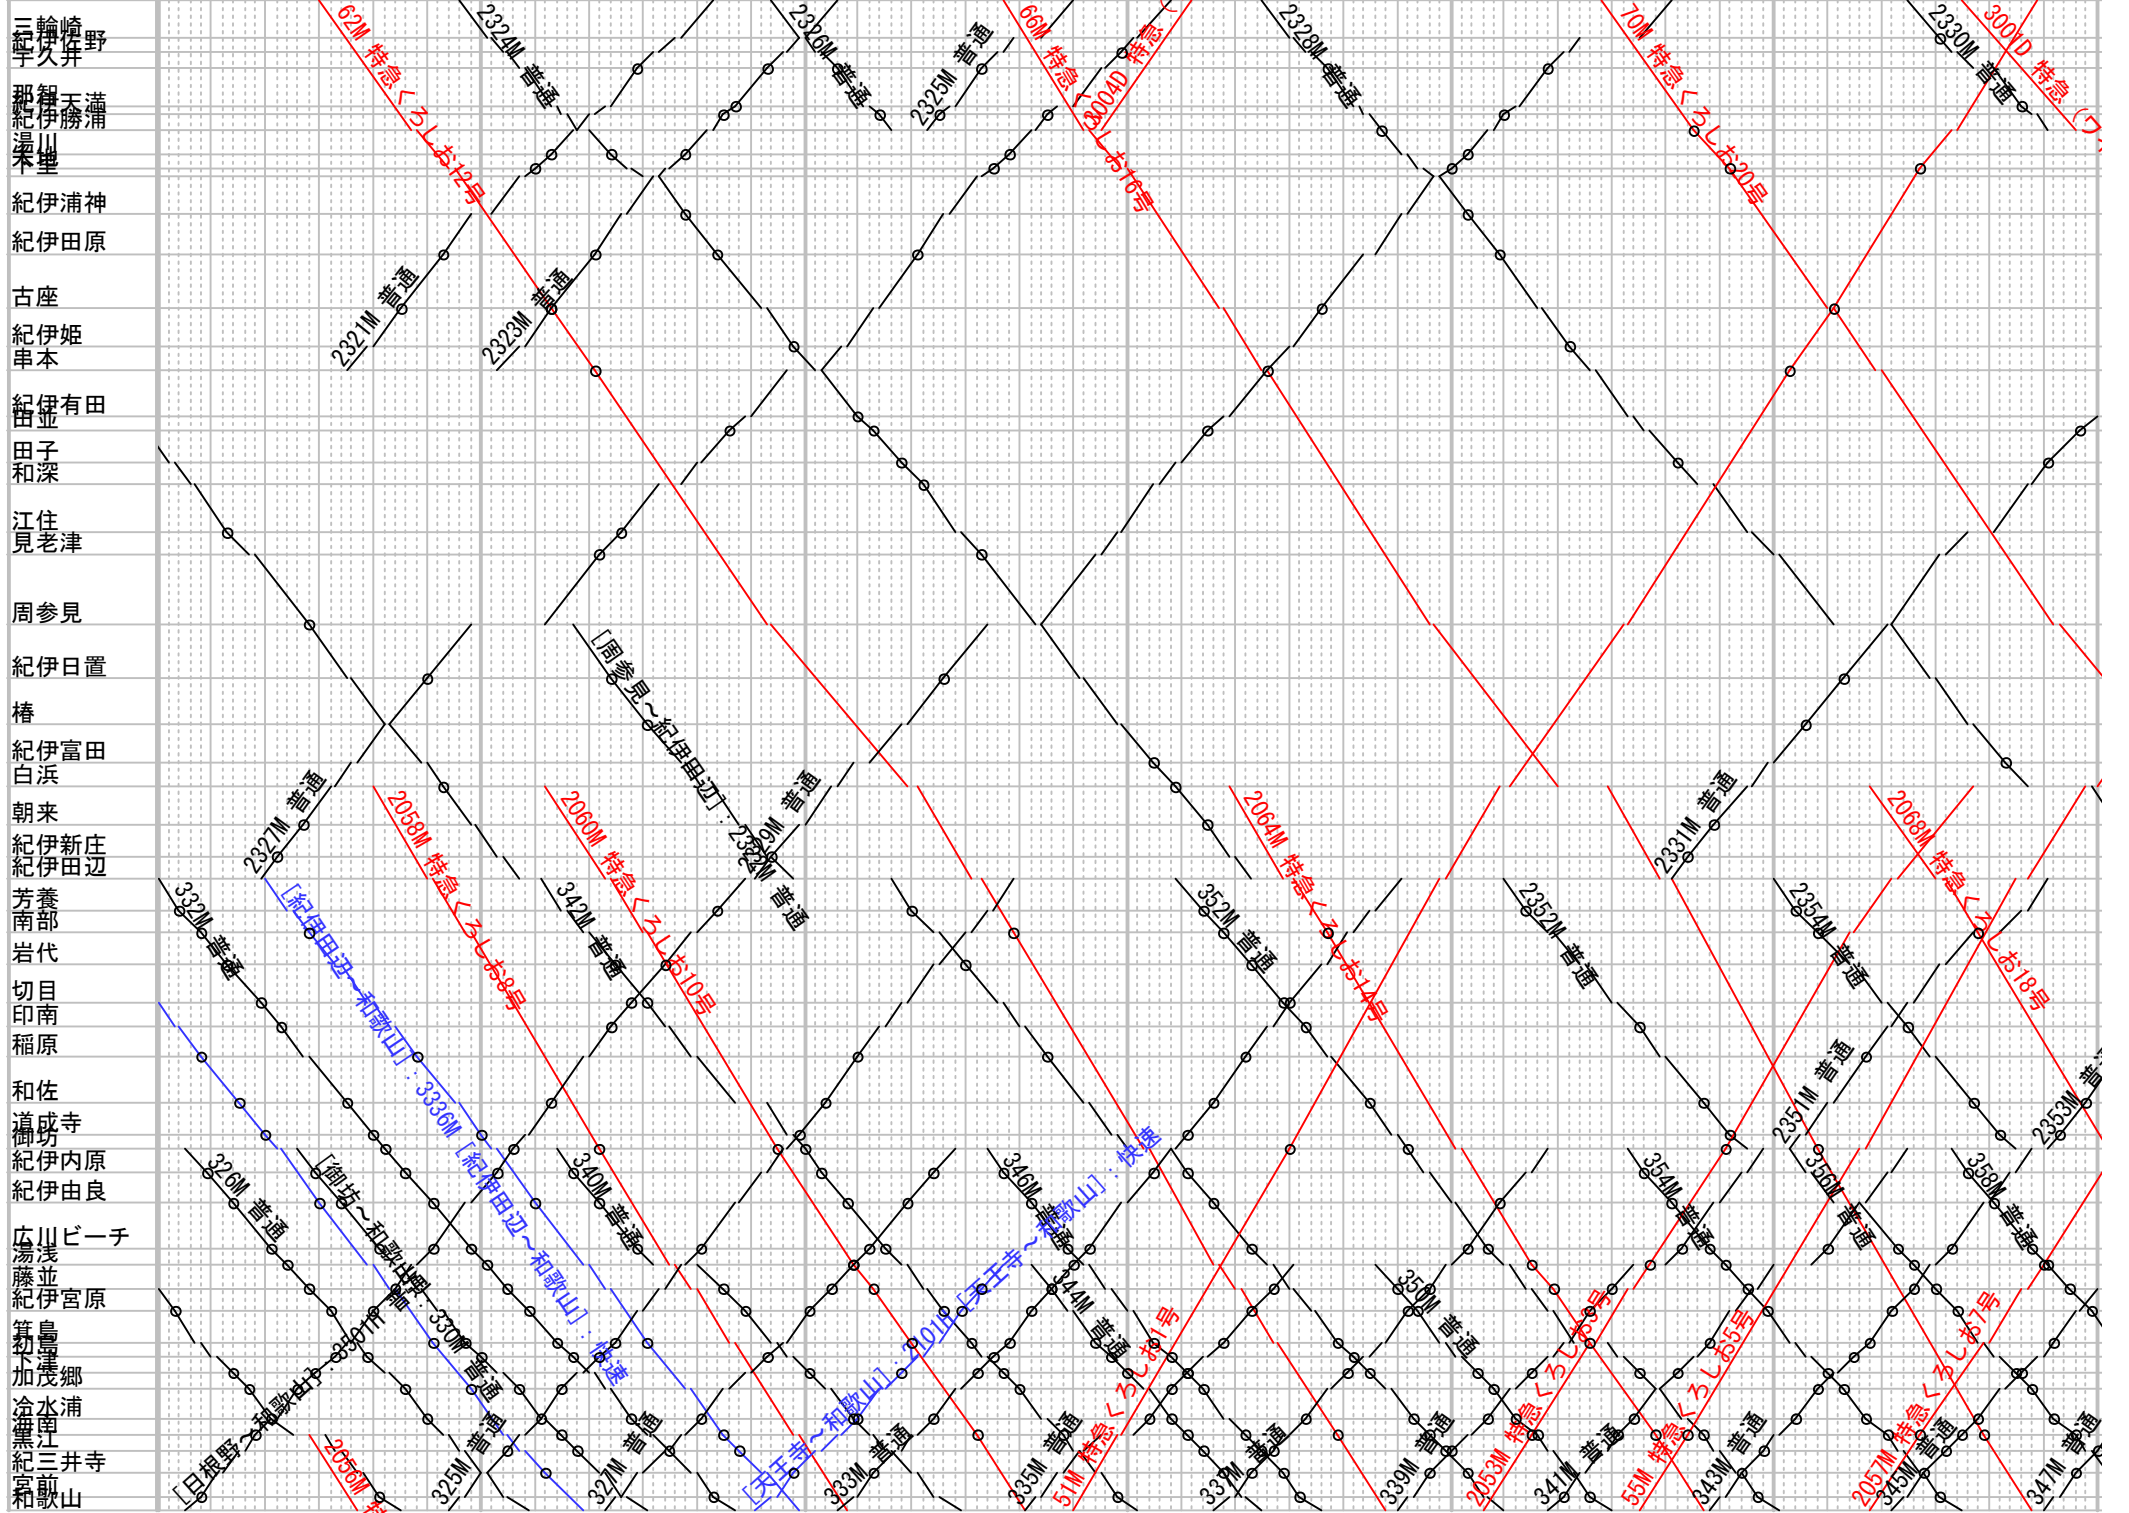 三輪崎
紀伊佐野
宇久井
那智
紀伊天満
紀伊勝浦
湯川
太地
下里
紀伊浦神
紀伊田原
古座
紀伊姫
串本
紀伊有田
田並
田子
和深
江住
見老津
周参見
紀伊日置
椿
紀伊富田
白浜
朝来
紀伊新庄
紀伊田辺
芳養
南部
岩代
切目
印南
稲原
和佐
道成寺
御坊
紀伊内原
紀伊由良
広川ビーチ
湯浅
藤並
紀伊宮原
箕島
初島
下津
加茂郷
冷水浦
海南
黒江
紀三井寺
宮前
和歌山
62M 特急くろしお12号
2324M 普通
2326M 普通
2325M 普通
66M 特急くろしお16号
3004D 特急（
2328M 普通
70M 特急くろしお20号
2330M 普通
3001D 特急（ワ
2321M 普通
2323M 普通
[周参見～紀伊田辺]：2332M 普通
2327M 普通
2329M 普通
2058M 特急くろしお8号
2060M 特急くろしお10号
2064M 特急くろしお14号
2331M 普通
2068M 特急くろしお18号
332M 普通
[紀伊田辺～和歌山]：3336M [紀伊田辺～和歌山]：快速
342M 普通
352M 普通
2352M 普通
2354M 普通
2351M 普通
2353M 普通
326M 普通
[御坊～和歌山]：330M 普通
340M 普通
346M 普通
354M 普通
356M 普通
358M 普通
344M 普通
350M 普通
[日根野～和歌山]：3501H 普通
2056M 特
325M 普通
327M 普通
[天王寺～和歌山]：2101H [天王寺～和歌山]：快速
333M 普通
335M 普通
51M 特急くろしお1号
337M 普通
339M 普通
2053M 特急くろしお3号
341M 普通
55M 特急くろしお5号
343M 普通
2057M 特急くろしお7号
345M 普通
347M 普通